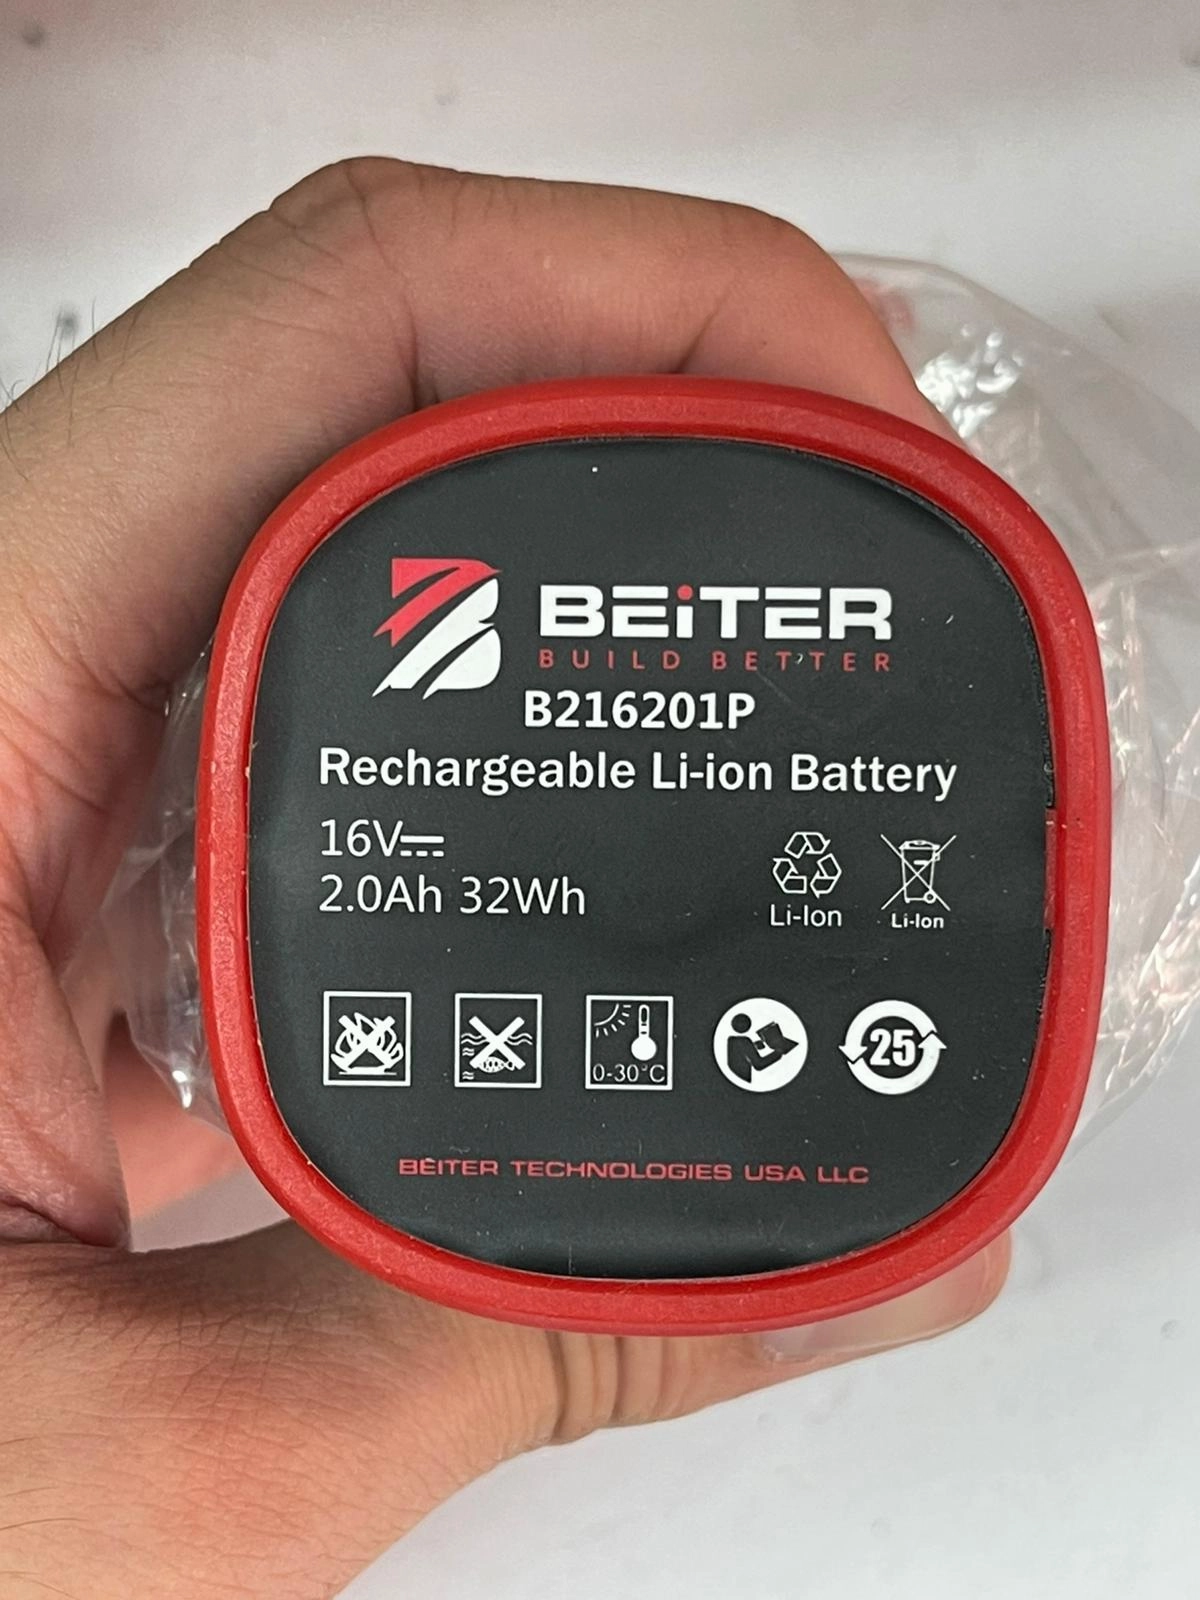 BEiTER
BUILD BETTER
B216201P
Rechargeable Li-ion Battery
16V
2.0Ah 32Wh
Li-Ion
Li-Ion
0-30°C
25
BEITER TECHNOLOGIES USA LLC